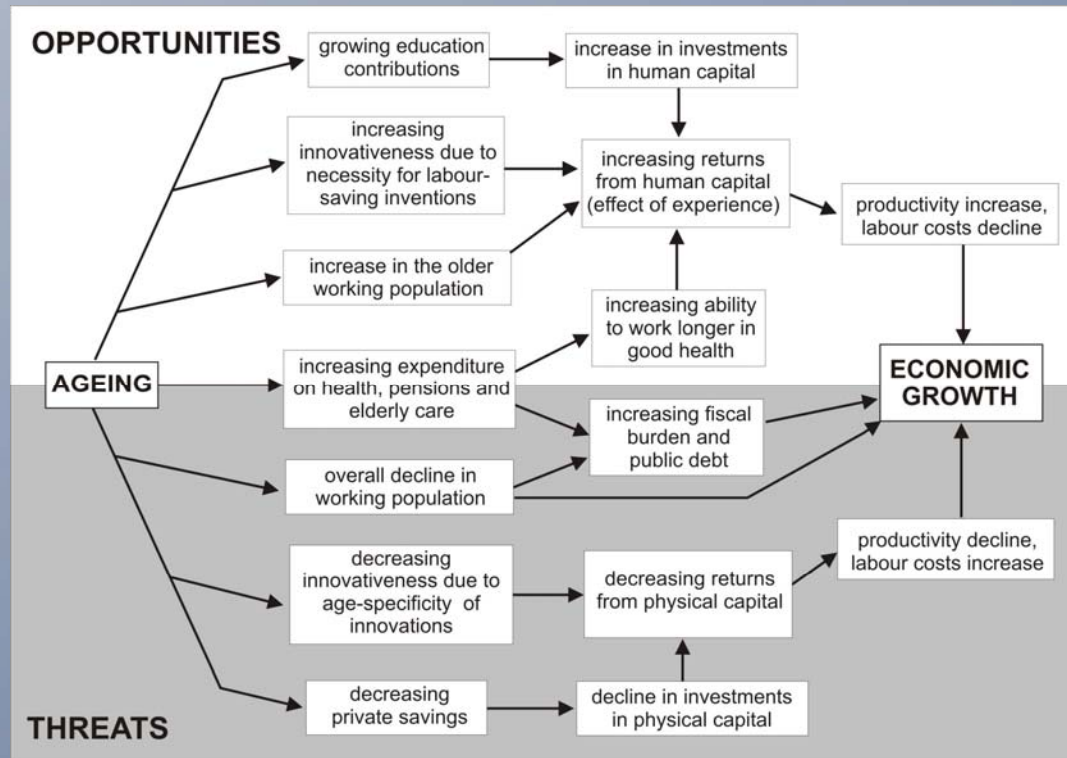 OPPORTUNITIES
growing education
contributions
increase in investments
in human capital
increasing
innovativeness due to
necessity for labour-
saving inventions
increasing returns
from human capital
(effect of experience)
productivity increase,
labour costs decline
increase in the older
working population
increasing ability
to work longer in
good health
AGEING
increasing expenditure
on health, pensions and
elderly care
ECONOMIC
GROWTH
increasing fiscal
burden and
public debt
overall decline in
working population
productivity decline,
labour costs increase
decreasing
innovativeness due to
age-specificity of
innovations
decreasing returns
from physical capital
decreasing
private savings
decline in investments
in physical capital
THREATS